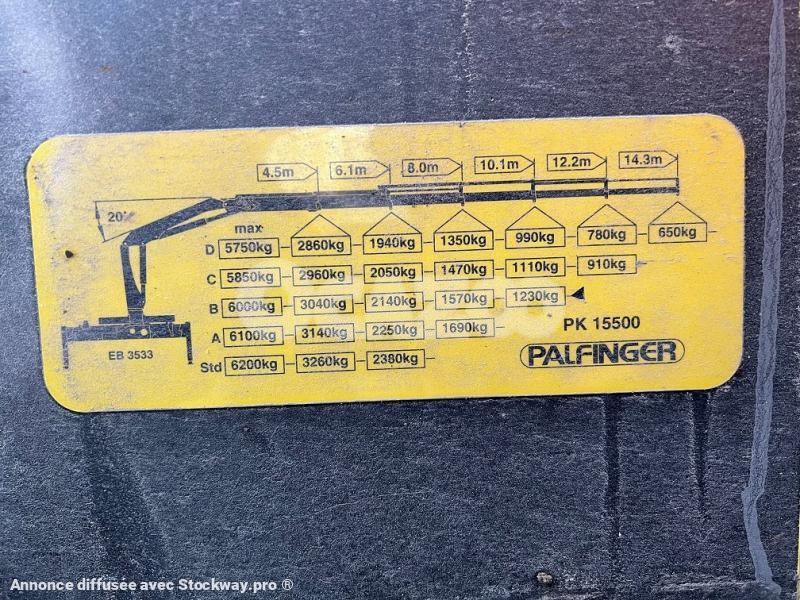 4.5m 6.1m 8.0m 10.1m 12.2m 14.3m
20°
max
D 5750kg 2860kg 1940kg 1350kg 990kg 780kg 650kg
C 5850kg 2960kg 2050kg 1470kg 1110kg 910kg
B 6000kg 3040kg 2140kg 1570kg 1230kg
A 6100kg 3140kg 2250kg 1690kg
PK 15500
EB 3533
PALFINGER
Std 6200kg 3260kg 2380kg
Annonce diffusée avec Stockway.pro ®